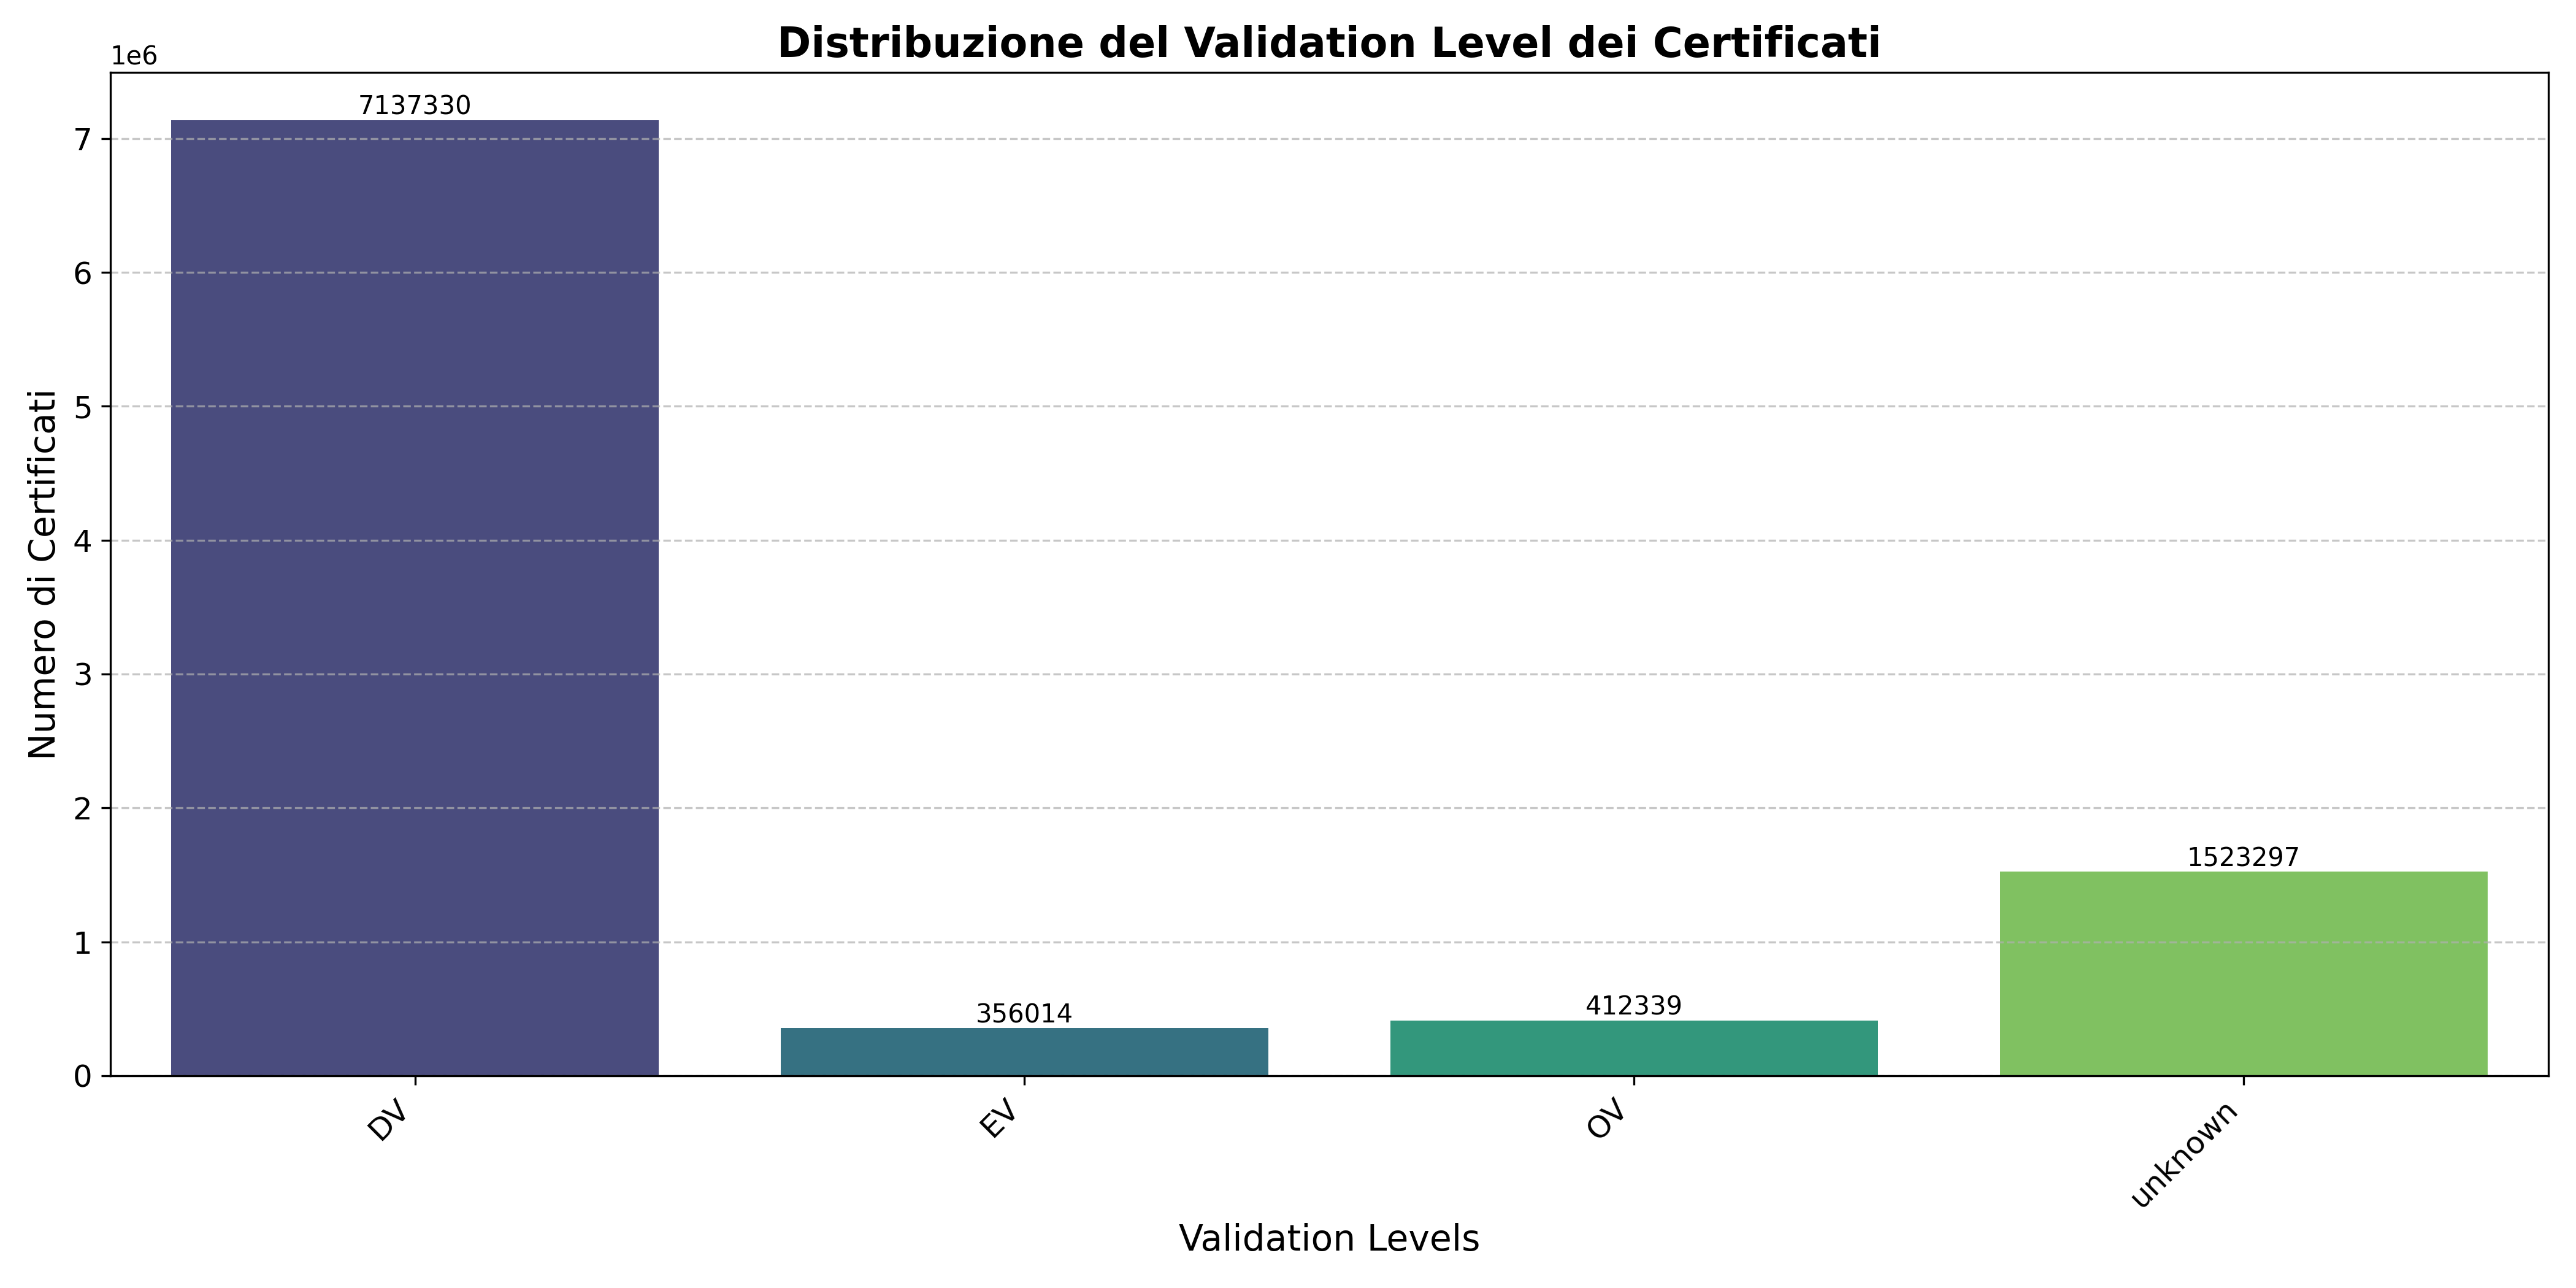 Distribuzione del Validation Level dei Certificati
1e6
7137330
7
6
5
4
3
2
1
0
Numero di Certificati
356014
412339
1523297
DV
EV
OV
unknown
Validation Levels